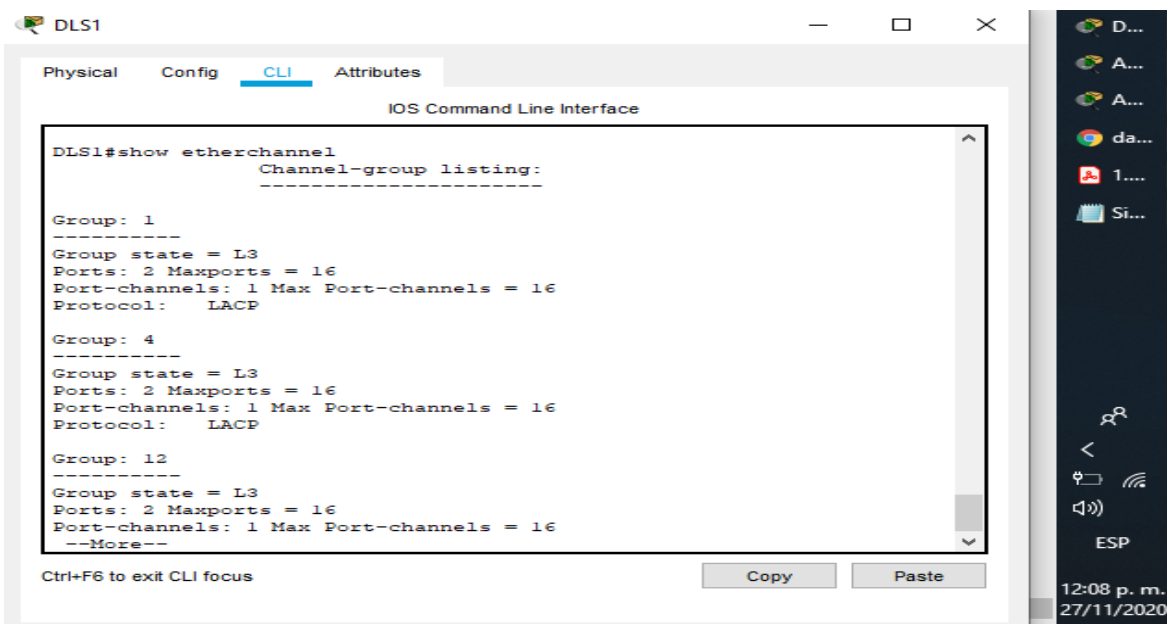 DLS1
Physical Config CLI Attributes
IOS Command Line Interface
DLS1#show etherchannel
Channel-group listing:
----------------------
Group: 1
----------
Group state = L3
Ports: 2 Maxports = 16
Port-channels: 1 Max Port-channels = 16
Protocol: LACP
Group: 4
----------
Group state = L3
Ports: 2 Maxports = 16
Port-channels: 1 Max Port-channels = 16
Protocol: LACP
Group: 12
----------
Group state = L3
Ports: 2 Maxports = 16
Port-channels: 1 Max Port-channels = 16
--More--
Ctrl+F6 to exit CLI focus
Copy Paste
D...
A...
A...
da...
1....
Si...
ESP
12:08 p. m.
27/11/2020